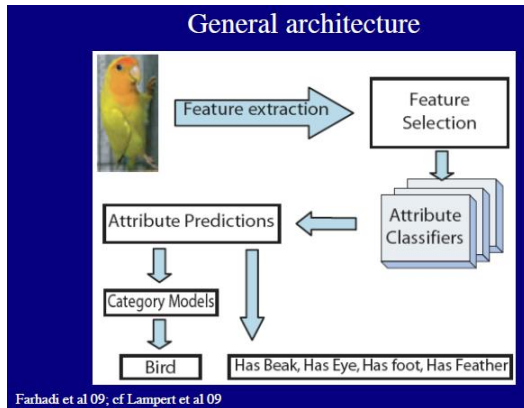 General architecture
Feature extraction
Feature
Selection
Attribute
Classifiers
Attribute Predictions
Category Models
Bird
Has Beak, Has Eye, Has foot, Has Feather
Farhadi et al 09; cf Lampert et al 09